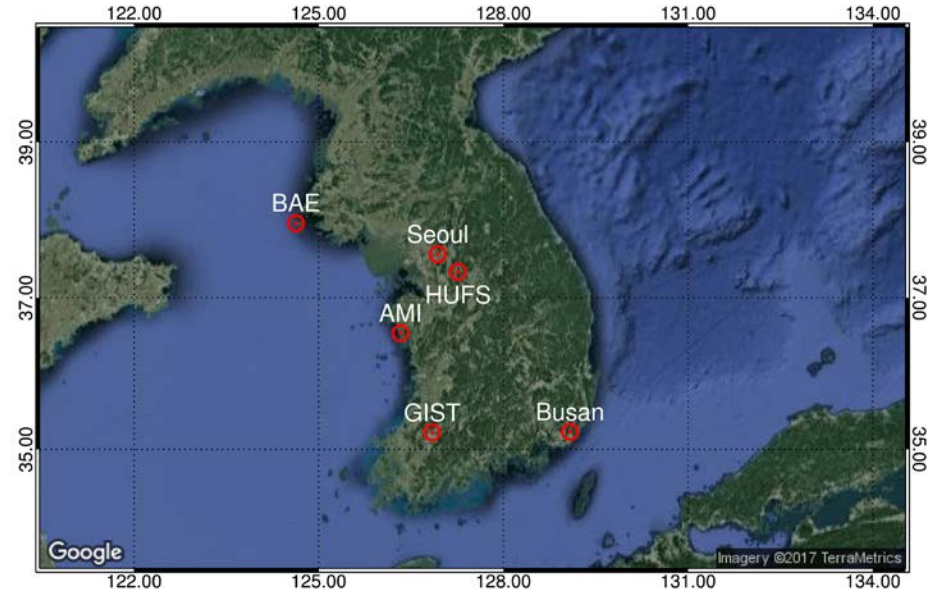 122.00 125.00 128.00 131.00 134.00
39.00 39.00
BAE
Seoul
HUFS
37.00 37.00
AMI
GIST Busan
35.00 35.00
Google Imagery ©2017 TerraMetrics
122.00 125.00 128.00 131.00 134.00